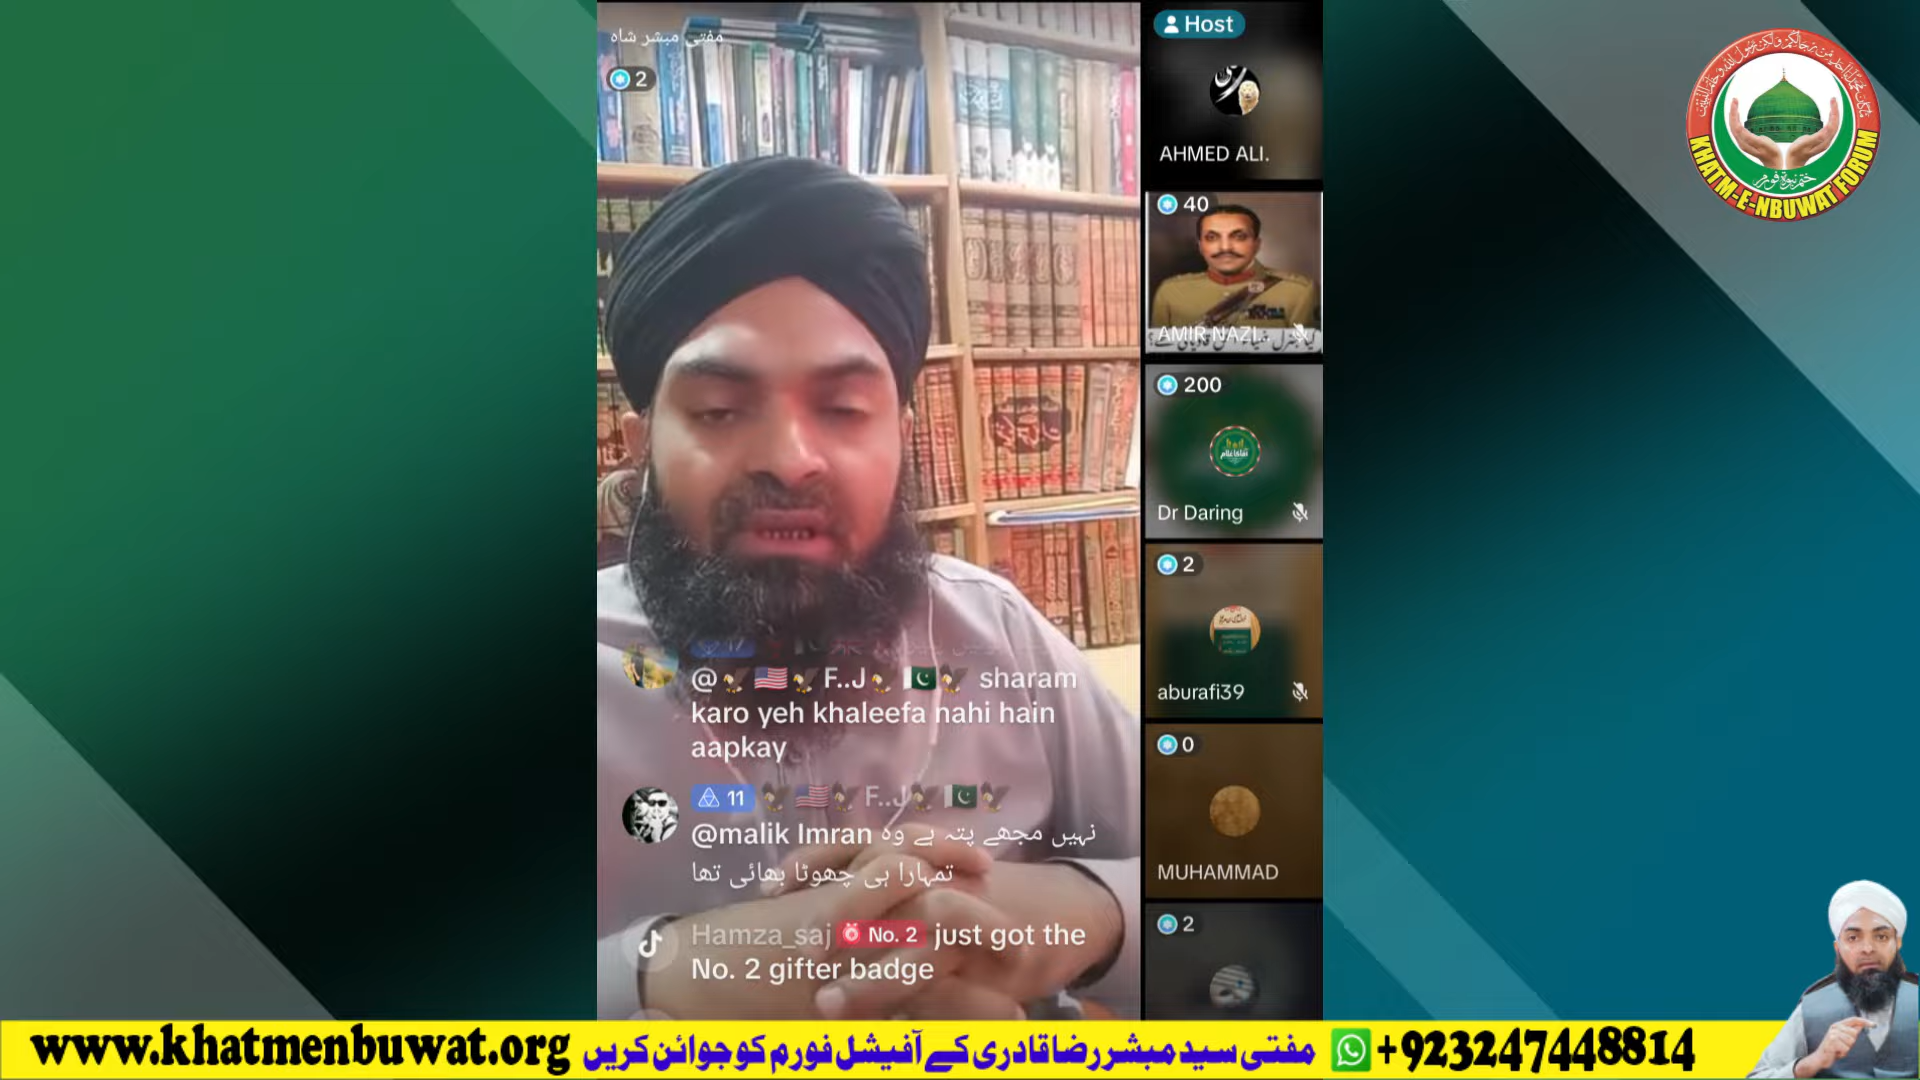 مفتی مبشر شاہ
2
Host
AHMED ALI.
40
AMIR NAZI...
200
Dr Daring
2
aburafi39
0
MUHAMMAD
2
@🦅🇺🇸🦅F..J🦅🇵🇰🦅 sharam
karo yeh khaleefa nahi hain
aapkay
11 🦅🇺🇸🦅F..J🦅🇵🇰🦅
@malik Imran نہیں مجھے پتہ ہے وہ
تمہارا ہی چھوٹا بھائی تھا
Hamza_saj No. 2 just got the
No. 2 gifter badge
KHATM-E-NBUWAT FORUM
ختم نبوت فورم
www.khatmenbuwat.org مفتی سید مبشر رضا قادری کے آفیشل فورم کو جوائن کریں +923247448814